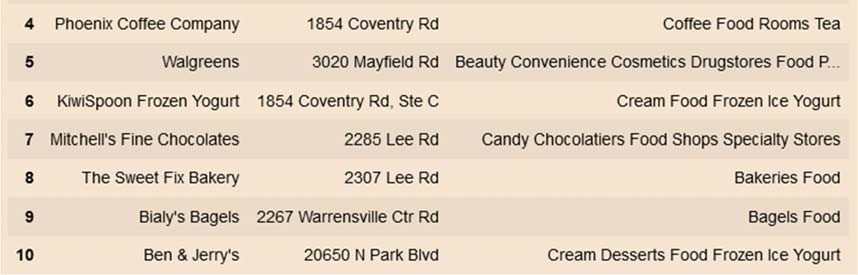 4 Phoenix Coffee Company 1854 Coventry Rd Coffee Food Rooms Tea
5 Walgreens 3020 Mayfield Rd Beauty Convenience Cosmetics Drugstores Food P...
6 KiwiSpoon Frozen Yogurt 1854 Coventry Rd, Ste C Cream Food Frozen Ice Yogurt
7 Mitchell's Fine Chocolates 2285 Lee Rd Candy Chocolatiers Food Shops Specialty Stores
8 The Sweet Fix Bakery 2307 Lee Rd Bakeries Food
9 Bialy's Bagels 2267 Warrensville Ctr Rd Bagels Food
10 Ben & Jerry's 20650 N Park Blvd Cream Desserts Food Frozen Ice Yogurt